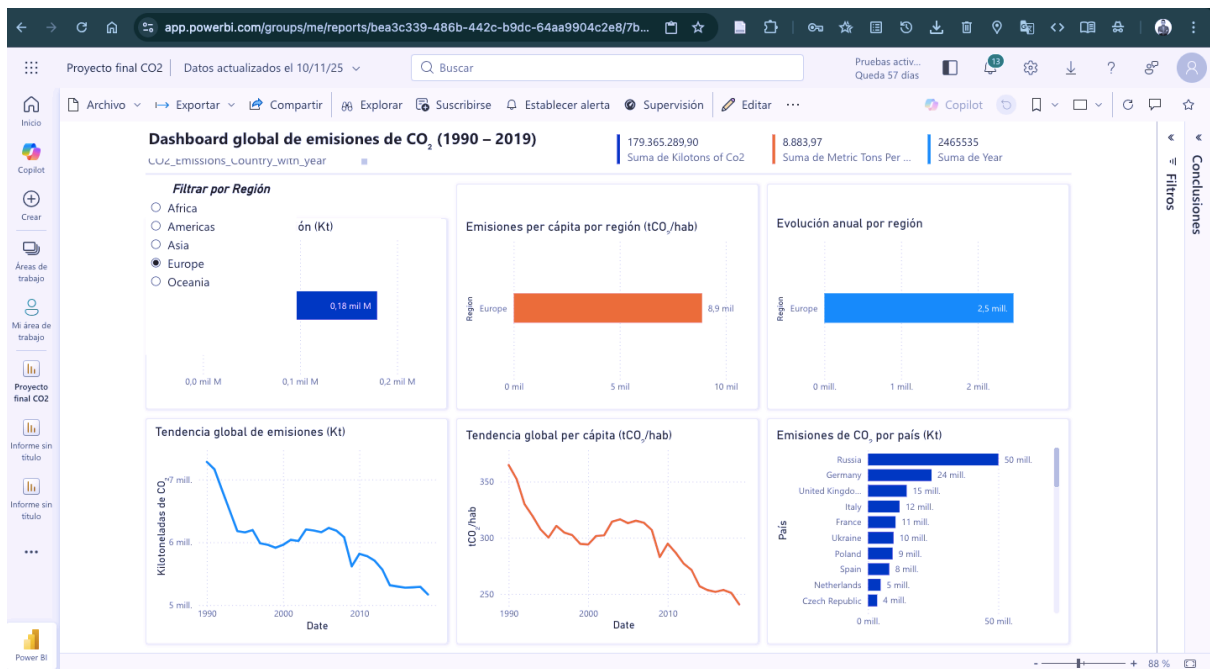 app.powerbi.com/groups/me/reports/bea3c339-486b-442c-b9dc-64aa9904c2e8/7b...
Proyecto final CO2 | Datos actualizados el 10/11/25
Buscar
Pruebas activ...
Queda 57 días
13
Inicio
Copilot
Crear
Áreas de trabajo
Mi área de trabajo
Proyecto final CO2
Informe sin título
Informe sin título
Power BI
Archivo
Exportar
Compartir
Explorar
Suscribirse
Establecer alerta
Supervisión
Editar
Copilot
Dashboard global de emisiones de CO₂ (1990 – 2019)
CO2_Emissions_Country_with_year
179.365.289,90
Suma de Kilotons of Co2
8.883,97
Suma de Metric Tons Per ...
2465535
Suma de Year
Filtros
Conclusiones
Filtrar por Región
Africa
Americas
Asia
Europe
Oceania
ón (Kt)
0,18 mil M
0,0 mil M
0,1 mil M
0,2 mil M
Emisiones per cápita por región (tCO₂/hab)
Region
Europe
8,9 mil
0 mil
5 mil
10 mil
Evolución anual por región
Region
Europe
2,5 mill.
0 mill.
1 mill.
2 mill.
Tendencia global de emisiones (Kt)
Kilotoneladas de CO₂
7 mill.
6 mill.
5 mill.
1990
2000
2010
Date
Tendencia global per cápita (tCO₂/hab)
tCO₂/hab
350
300
250
1990
2000
2010
Date
Emisiones de CO₂ por país (Kt)
País
Russia 50 mill.
Germany 24 mill.
United Kingdo... 15 mill.
Italy 12 mill.
France 11 mill.
Ukraine 10 mill.
Poland 9 mill.
Spain 8 mill.
Netherlands 5 mill.
Czech Republic 4 mill.
0 mill.
50 mill.
88 %